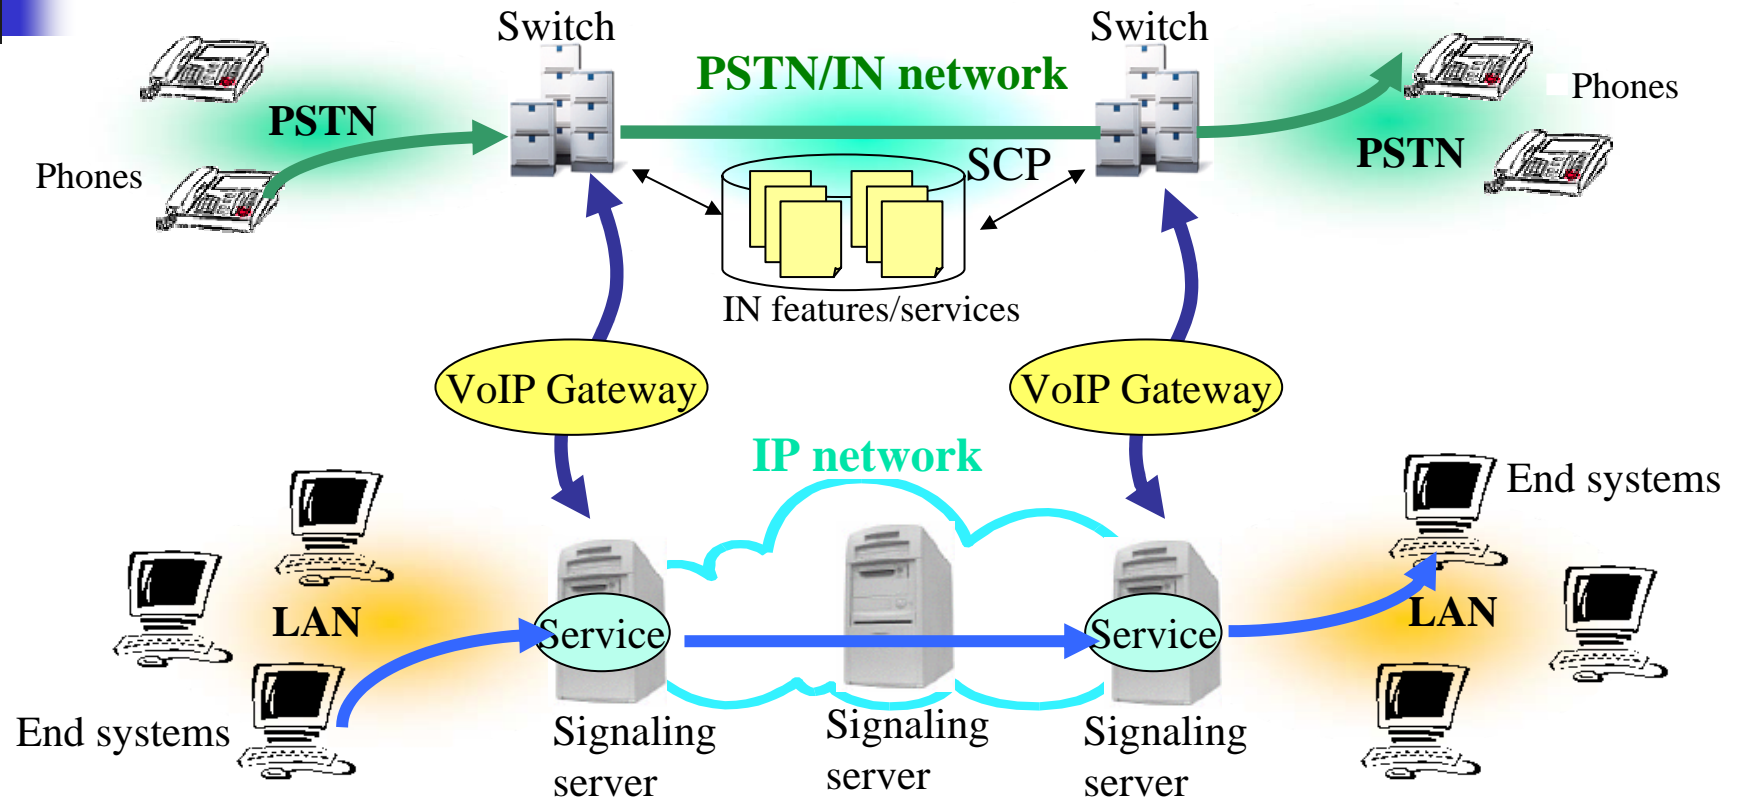 Switch
Switch
PSTN/IN network
Phones
PSTN
SCP
PSTN
Phones
IN features/services
VoIP Gateway
VoIP Gateway
IP network
End systems
LAN
Service
Service
LAN
End systems
Signaling
server
Signaling
server
Signaling
server